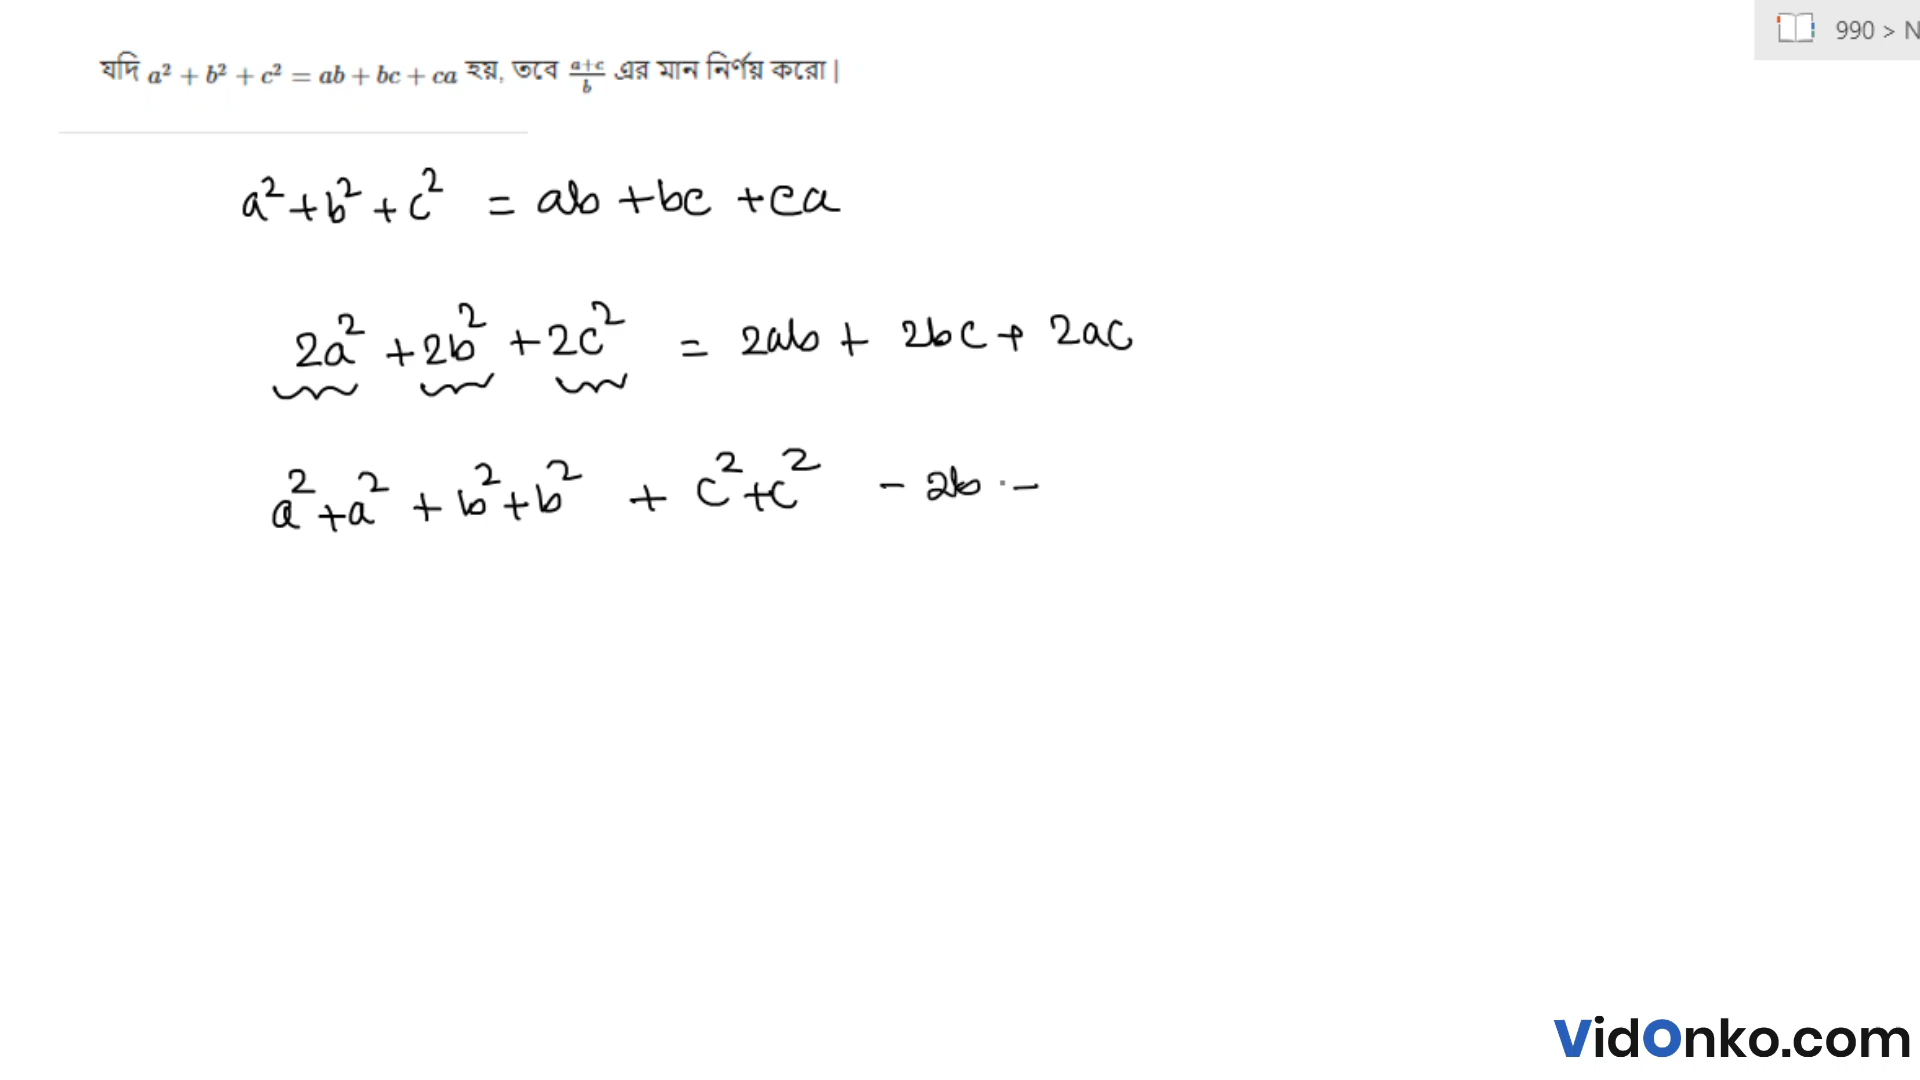 990 > N
যদি a² + b² + c² = ab + bc + ca হয়, তবে (a+c)/b এর মান নির্ণয় করো |
a² + b² + c² = ab + bc + ca
2a² + 2b² + 2c² = 2ab + 2bc + 2ac
a² + a² + b² + b² + c² + c² - 2b -
VidOnko.com